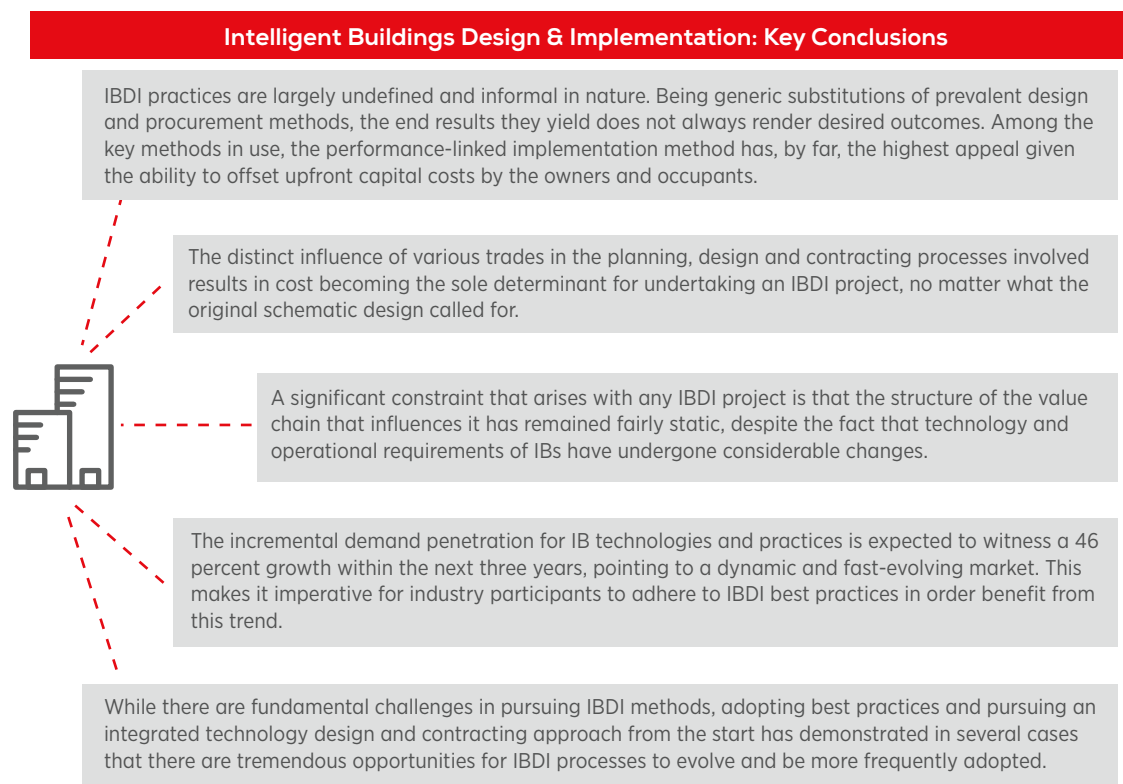 Intelligent Buildings Design & Implementation: Key Conclusions
IBDI practices are largely undefined and informal in nature. Being generic substitutions of prevalent design
and procurement methods, the end results they yield does not always render desired outcomes. Among the
key methods in use, the performance-linked implementation method has, by far, the highest appeal given
the ability to offset upfront capital costs by the owners and occupants.
The distinct influence of various trades in the planning, design and contracting processes involved
results in cost becoming the sole determinant for undertaking an IBDI project, no matter what the
original schematic design called for.
A significant constraint that arises with any IBDI project is that the structure of the value
chain that influences it has remained fairly static, despite the fact that technology and
operational requirements of IBs have undergone considerable changes.
The incremental demand penetration for IB technologies and practices is expected to witness a 46
percent growth within the next three years, pointing to a dynamic and fast-evolving market. This
makes it imperative for industry participants to adhere to IBDI best practices in order benefit from
this trend.
While there are fundamental challenges in pursuing IBDI methods, adopting best practices and pursuing an
integrated technology design and contracting approach from the start has demonstrated in several cases
that there are tremendous opportunities for IBDI processes to evolve and be more frequently adopted.